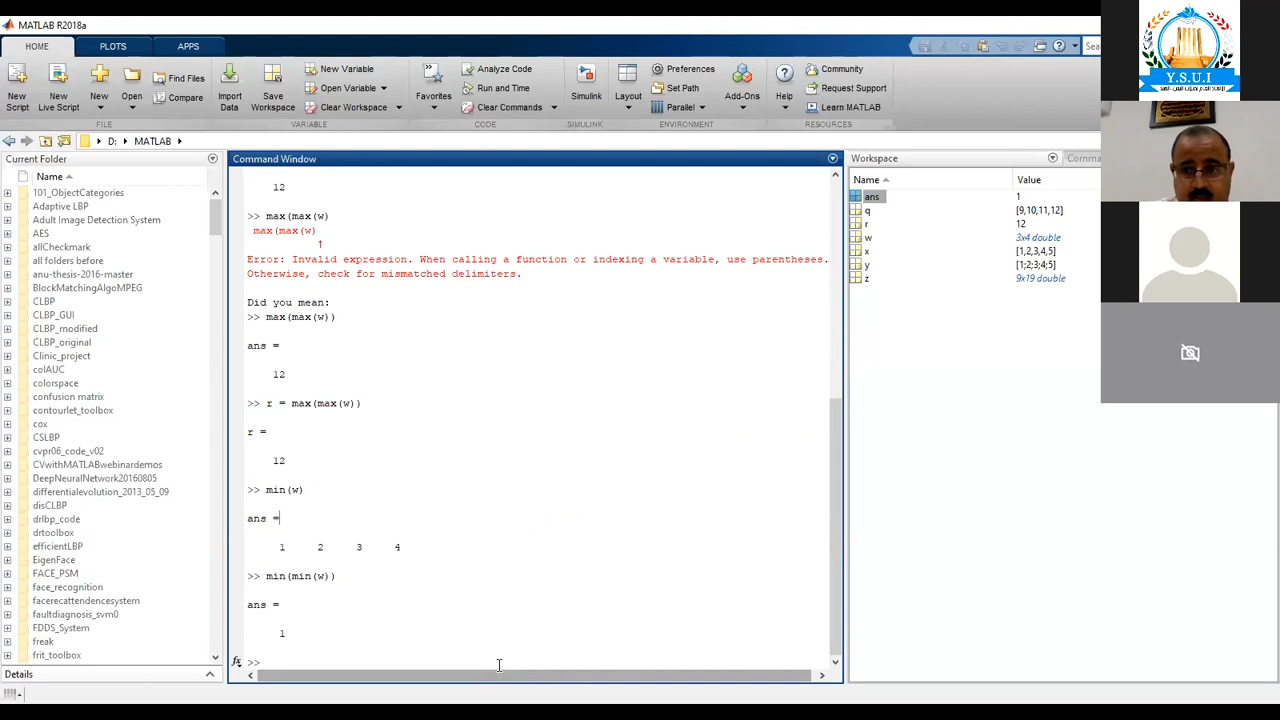 MATLAB R2018a
HOME PLOTS APPS
New Script
New Live Script
New
Open
Find Files
Compare
Import Data
Save Workspace
New Variable
Open Variable
Clear Workspace
Favorites
Analyze Code
Run and Time
Clear Commands
Simulink
Layout
Preferences
Set Path
Parallel
Add-Ons
Help
Community
Request Support
Learn MATLAB
FILE VARIABLE CODE SIMULINK ENVIRONMENT RESOURCES
D: MATLAB
Current Folder
Name
101_ObjectCategories
Adaptive LBP
Adult Image Detection System
AES
allCheckmark
anu-thesis-2016-master
BlockMatchingAlgoMPEG
CLBP
CLBP_GUI
CLBP_modified
CLBP_original
Clinic_project
colAUC
colorspace
confusion matrix
contourlet_toolbox
cox
CSLBP
cvpr06_code_v02
CVwithMATLABwebinardemos
DeepNeuralNetwork20160805
differentialevolution_2013_05_09
disCLBP
drlbp_code
drtoolbox
efficientLBP
EigenFace
FACE_PSM
face_recognition
facerecattendencesystem
faultdiagnosis_svm0
FDDS_System
freak
frit_toolbox
Details
Command Window
12
>> max(max(w)
max(max(w)
↑
Error: Invalid expression. When calling a function or indexing a variable, use parentheses.
Otherwise, check for mismatched delimiters.
Did you mean:
>> max(max(w))
ans =
12
>> r = max(max(w))
r =
12
>> min(w)
ans =
1 2 3 4
>> min(min(w))
ans =
1
fx >>
Workspace
Comma
Name Value
ans 1
q [9,10,11,12]
r 12
w 3x4 double
x [1,2,3,4,5]
y [1;2;3;4;5]
z 9x19 double
Sea
Y.S.U.I